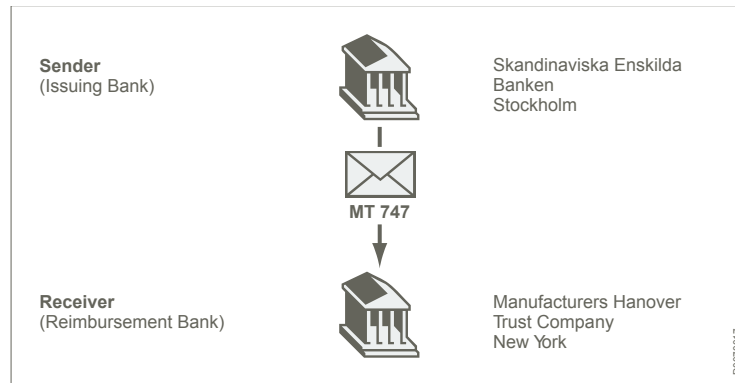 Sender
(Issuing Bank)
Skandinaviska Enskilda
Banken
Stockholm
MT 747
Receiver
(Reimbursement Bank)
Manufacturers Hanover
Trust Company
New York